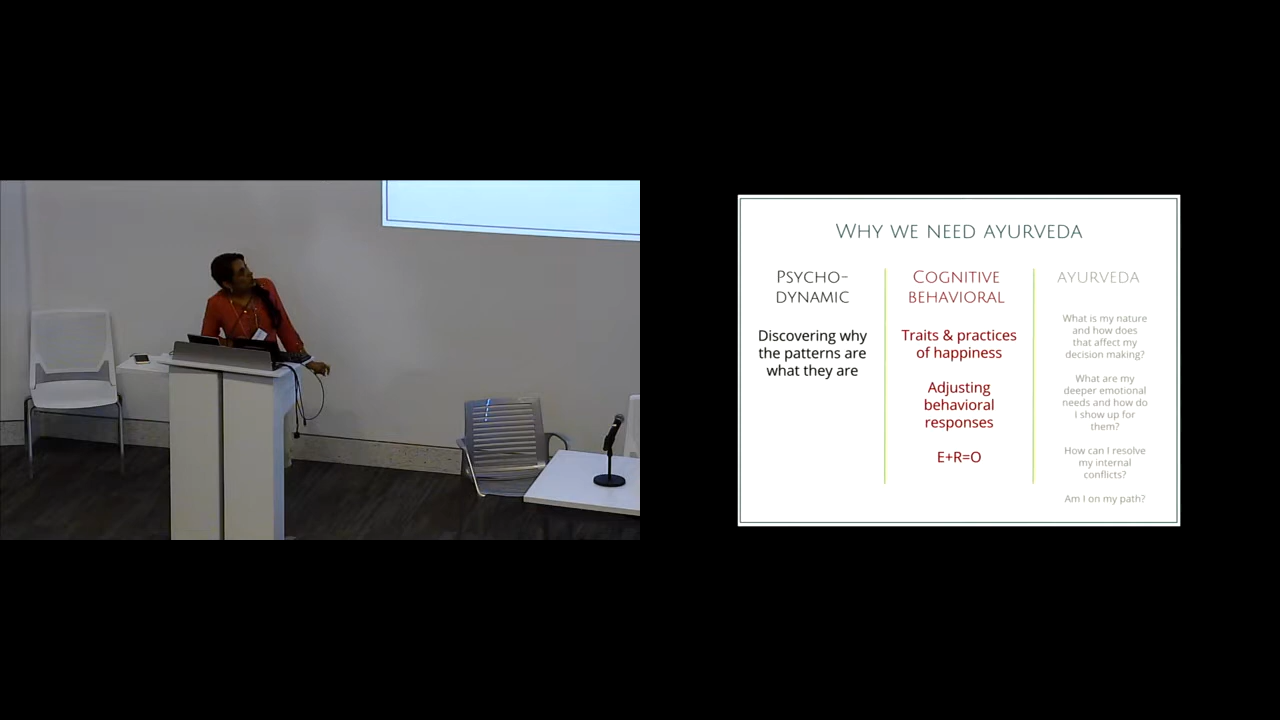 WHY WE NEED AYURVEDA
PSYCHO-
DYNAMIC
Discovering why
the patterns are
what they are
COGNITIVE
BEHAVIORAL
Traits & practices
of happiness
Adjusting
behavioral
responses
E+R=O
AYURVEDA
What is my nature
and how does
that affect my
decision making?
What are my
deeper emotional
needs and how do
I show up for
them?
How can I resolve
my internal
conflicts?
Am I on my path?